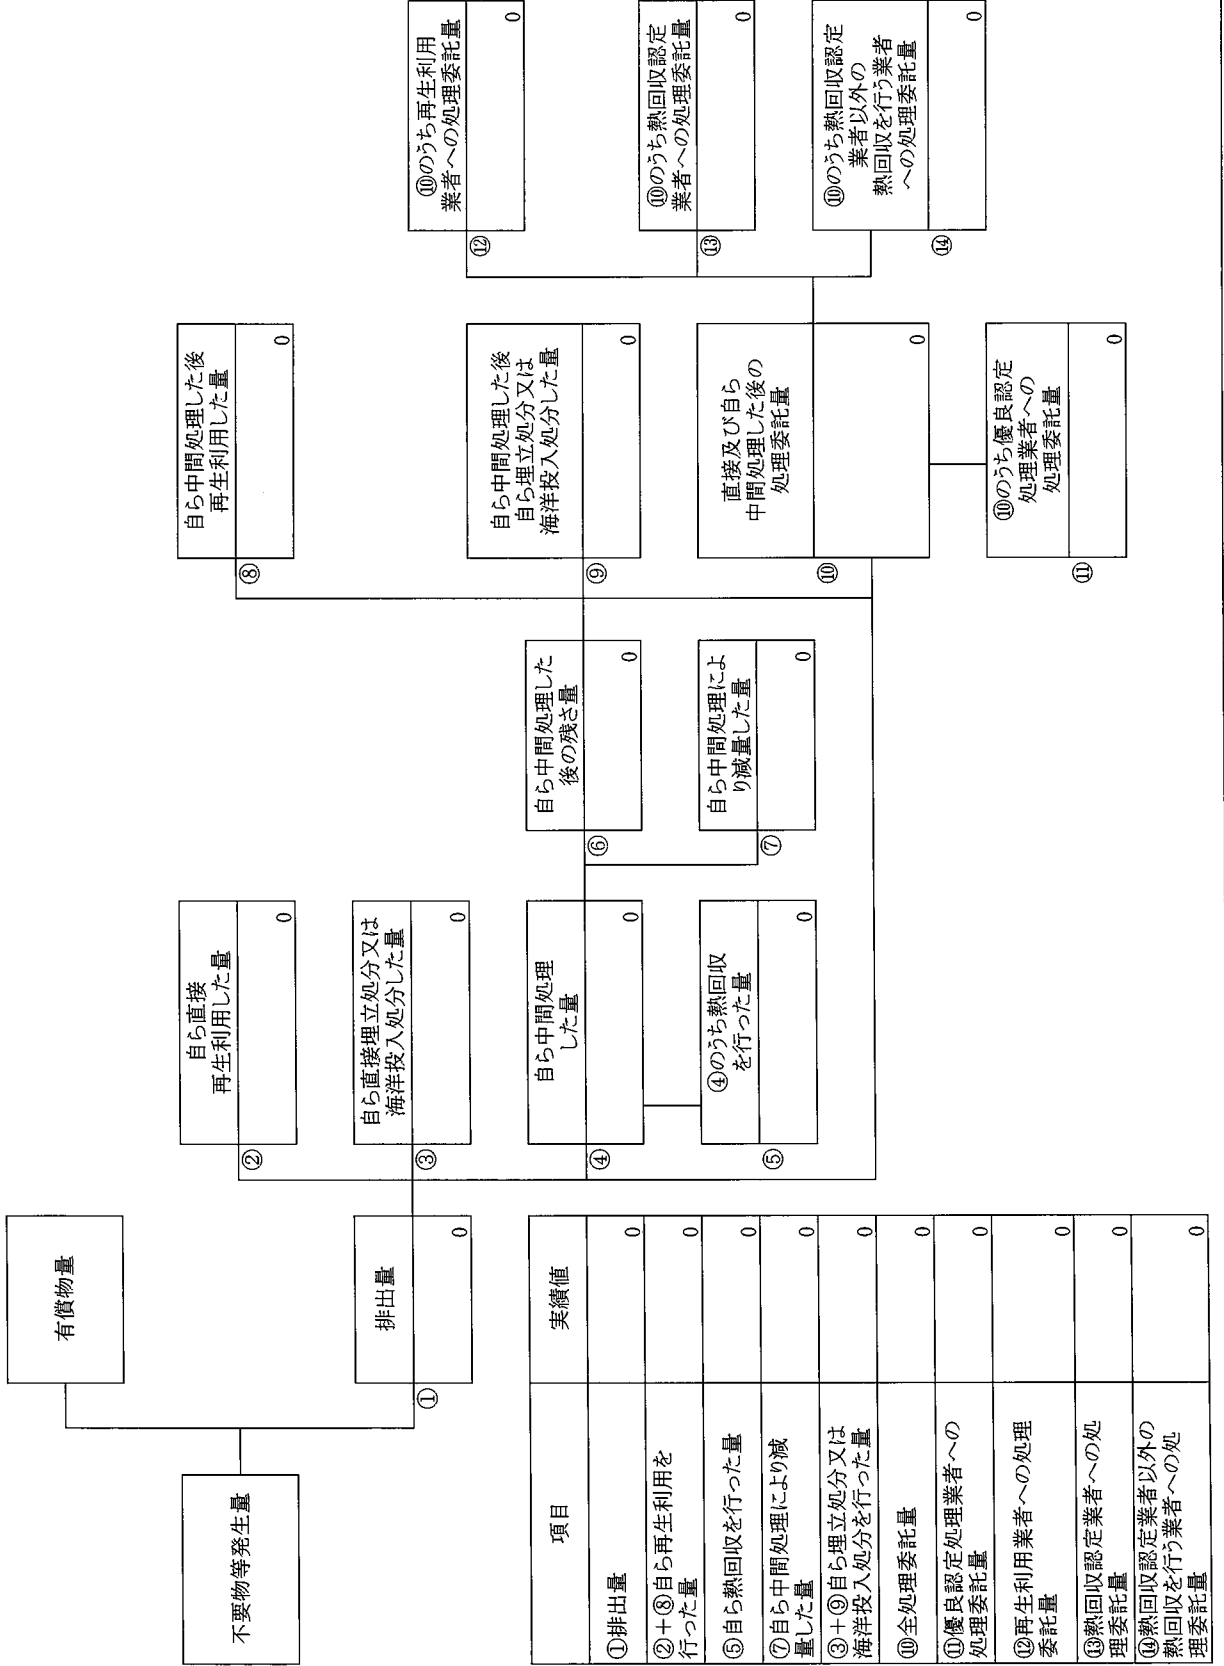 不要物等発生量
有償物量
①
排出量
0
②
自ら直接
再生利用した量
0
③
自ら直接埋立処分又は
海洋投入処分した量
0
④
自ら中間処理
した量
0
⑤
④のうち熱回収
を行った量
0
⑥
自ら中間処理した
後の残さ量
0
⑦
自ら中間処理によ
り減量した量
0
⑧
自ら中間処理した後
再生利用した量
0
⑨
自ら中間処理した後
自ら埋立処分又は
海洋投入処分した量
0
⑩
直接及び自ら
中間処理した後の
処理委託量
0
⑪
⑩のうち優良認定
処理業者への
処理委託量
0
⑫
⑩のうち再生利用
業者への処理委託量
0
⑬
⑩のうち熱回収認定
業者への処理委託量
0
⑭
⑩のうち熱回収認定
業者以外の
熱回収を行う業者
への処理委託量
0
項目 実績値
①排出量 0
②+⑧自ら再生利用を
行った量 0
⑤自ら熱回収を行った量 0
⑦自ら中間処理により減
量した量 0
③+⑨自ら埋立処分又は
海洋投入処分を行った量 0
⑩全処理委託量 0
⑪優良認定処理業者への
処理委託量 0
⑫再生利用業者への処理
委託量 0
⑬熱回収認定業者への処
理委託量 0
⑭熱回収認定業者以外の
熱回収を行う業者への処
理委託量 0